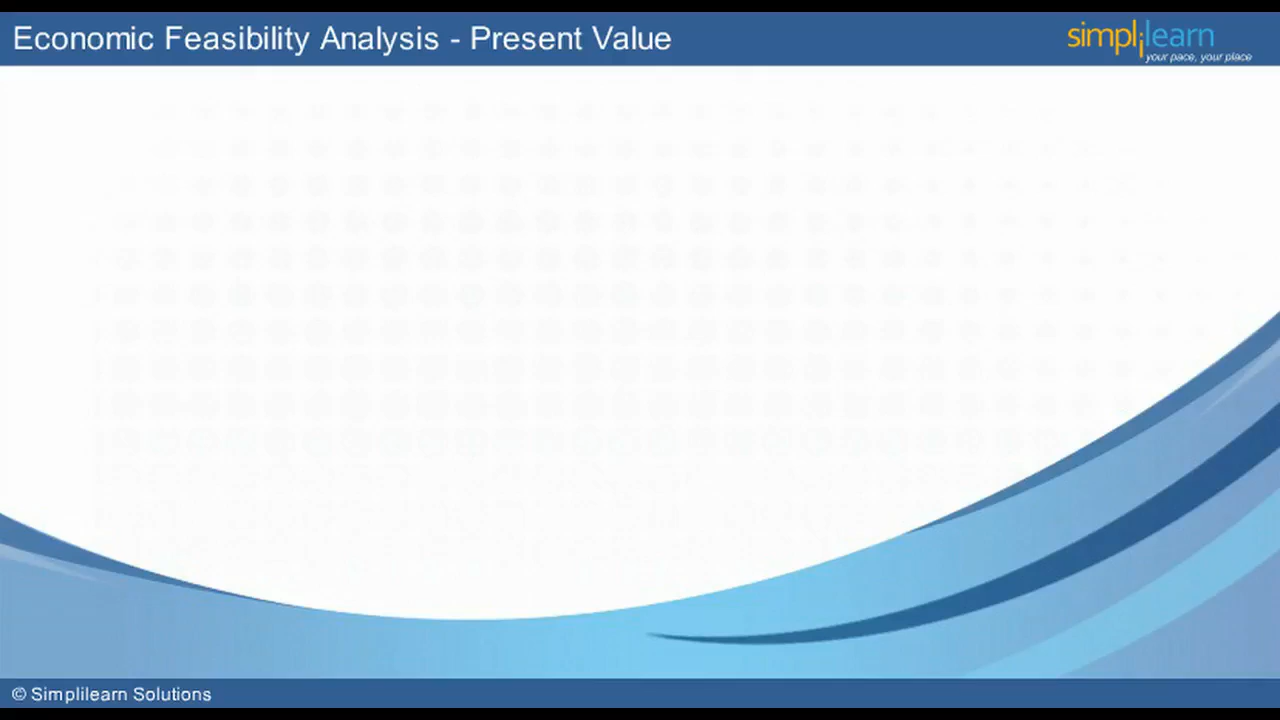 Economic Feasibility Analysis - Present Value
simplilearn
your pace, your place
© Simplilearn Solutions